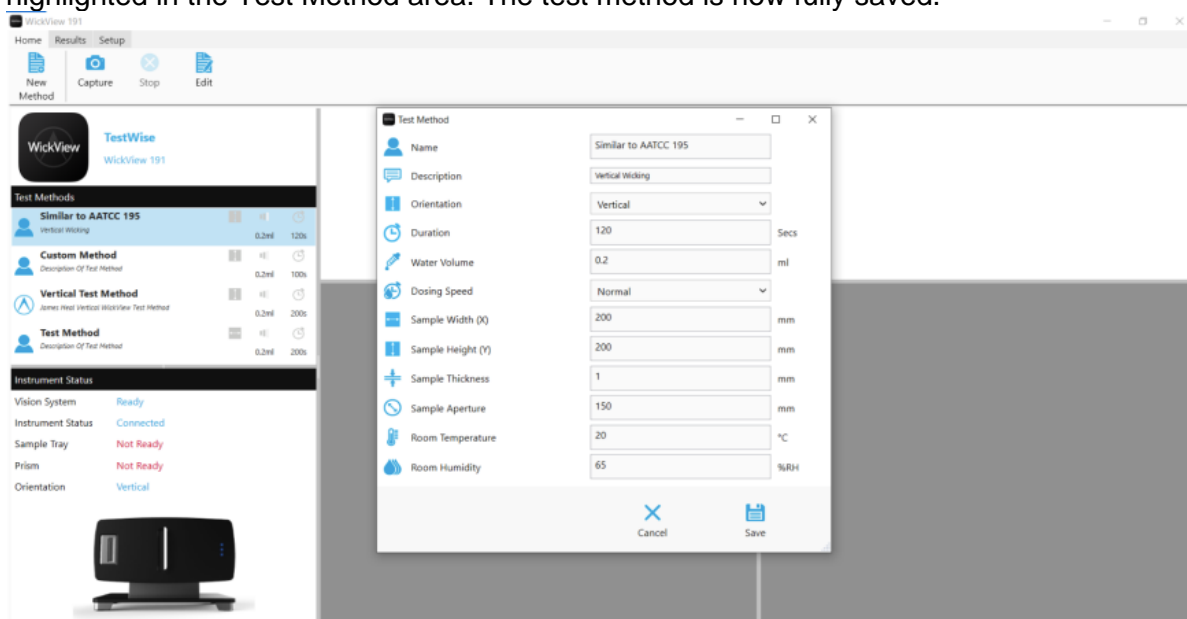 highlighted in the Test Method area. The test method is now fully saved.
WickView 191
Home Results Setup
New Method
Capture
Stop
Edit
WickView
TestWise
WickView 191
Test Methods
Similar to AATCC 195
Vertical Wicking
0.2ml 120s
Custom Method
Description Of Test Method
0.2ml 100s
Vertical Test Method
James Heal Vertical WickView Test Method
0.2ml 200s
Test Method
Description Of Test Method
0.2ml 200s
Instrument Status
Vision System Ready
Instrument Status Connected
Sample Tray Not Ready
Prism Not Ready
Orientation Vertical
Test Method
Name Similar to AATCC 195
Description Vertical Wicking
Orientation Vertical
Duration 120 Secs
Water Volume 0.2 ml
Dosing Speed Normal
Sample Width (X) 200 mm
Sample Height (Y) 200 mm
Sample Thickness 1 mm
Sample Aperture 150 mm
Room Temperature 20 °C
Room Humidity 65 %RH
Cancel Save